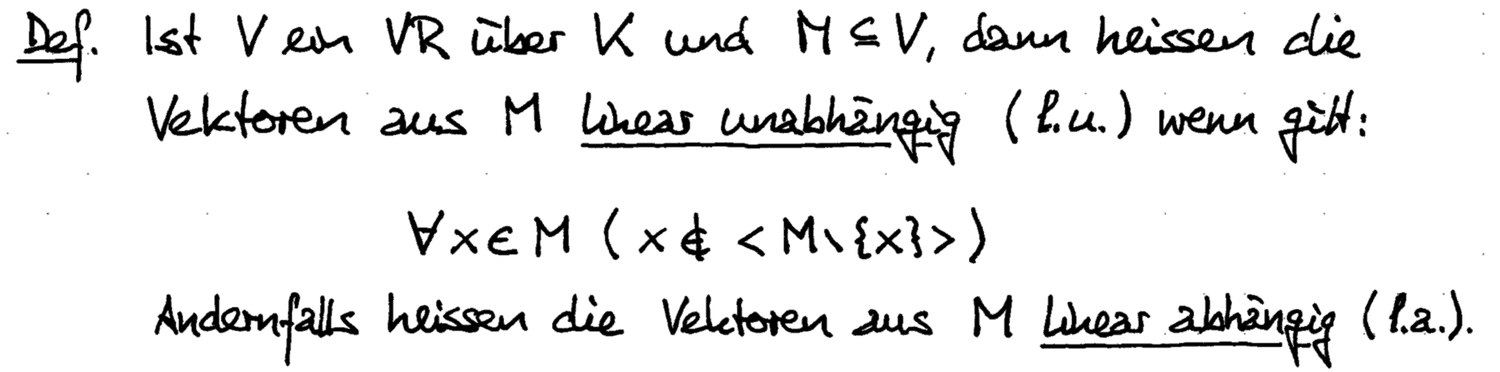 Def. Ist V ein VR über K und M ⊆ V, dann heissen die
Vektoren aus M linear unabhängig (l.u.) wenn gilt:
∀x∈M (x ∉ <M\{x}>)
Andernfalls heissen die Vektoren aus M linear abhängig (l.a.).